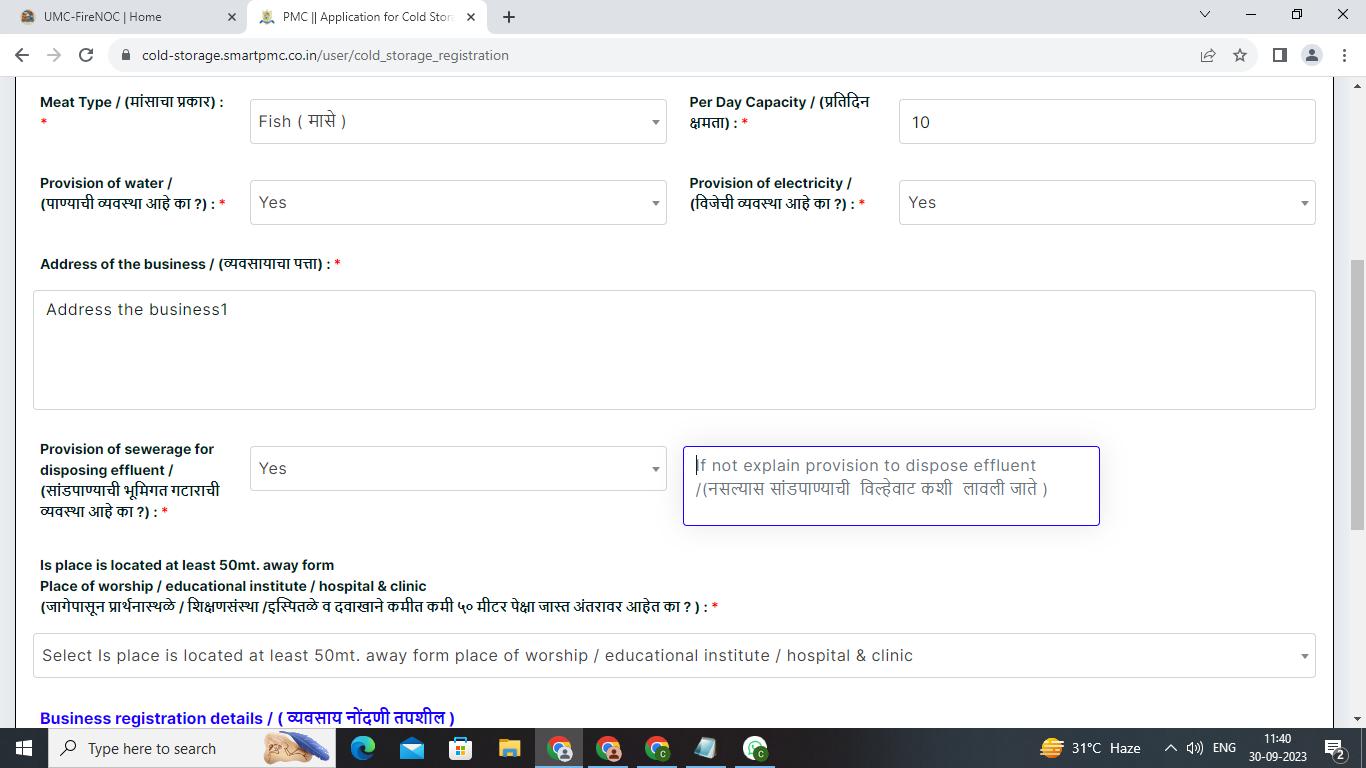 UMC-FireNOC | Home
PMC || Application for Cold Stor
cold-storage.smartpmc.co.in/user/cold_storage_registration
Meat Type / (मांसाचा प्रकार) :
*
Fish ( मासे )
Per Day Capacity / (प्रतिदिन
क्षमता) : *
10
Provision of water /
(पाण्याची व्यवस्था आहे का ?) : *
Yes
Provision of electricity /
(विजेची व्यवस्था आहे का ?) : *
Yes
Address of the business / (व्यवसायाचा पत्ता) : *
Address the business1
Provision of sewerage for
disposing effluent /
(सांडपाण्याची भूमिगत गटाराची
व्यवस्था आहे का ?) : *
Yes
If not explain provision to dispose effluent
/(नसल्यास सांडपाण्याची विल्हेवाट कशी लावली जाते )
Is place is located at least 50mt. away form
Place of worship / educational institute / hospital & clinic
(जागेपासून प्रार्थनास्थळे / शिक्षणसंस्था /इस्पितळे व दवाखाने कमीत कमी ५० मीटर पेक्षा जास्त अंतरावर आहेत का ? ) : *
Select Is place is located at least 50mt. away form place of worship / educational institute / hospital & clinic
Business registration details / ( व्यवसाय नोंदणी तपशील )
Type here to search
31°C Haze
ENG
11:40
30-09-2023
2